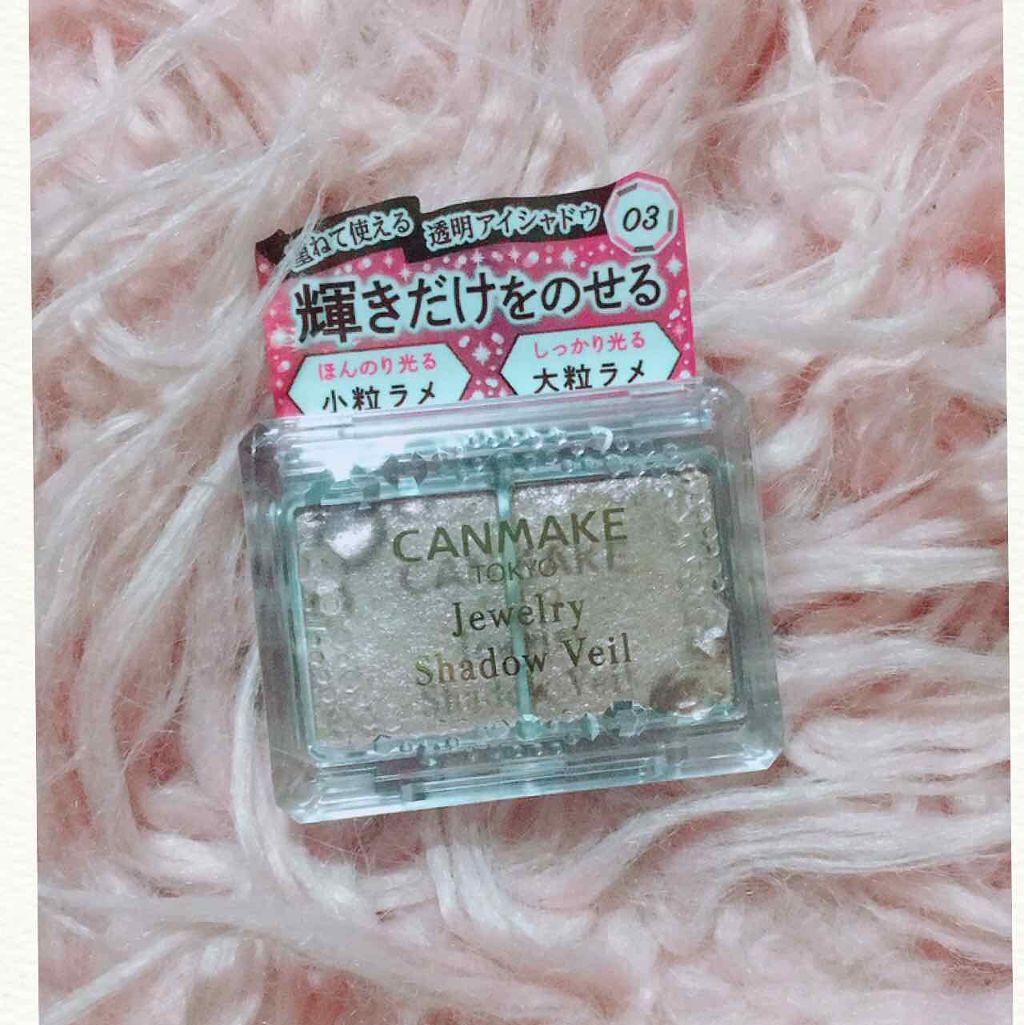 重ねて使える 透明アイシャドウ
03
輝きだけをのせる
ほんのり光る
小粒ラメ
しっかり光る
大粒ラメ
CANMAKE
TOKYO
Jewelry
Shadow Veil